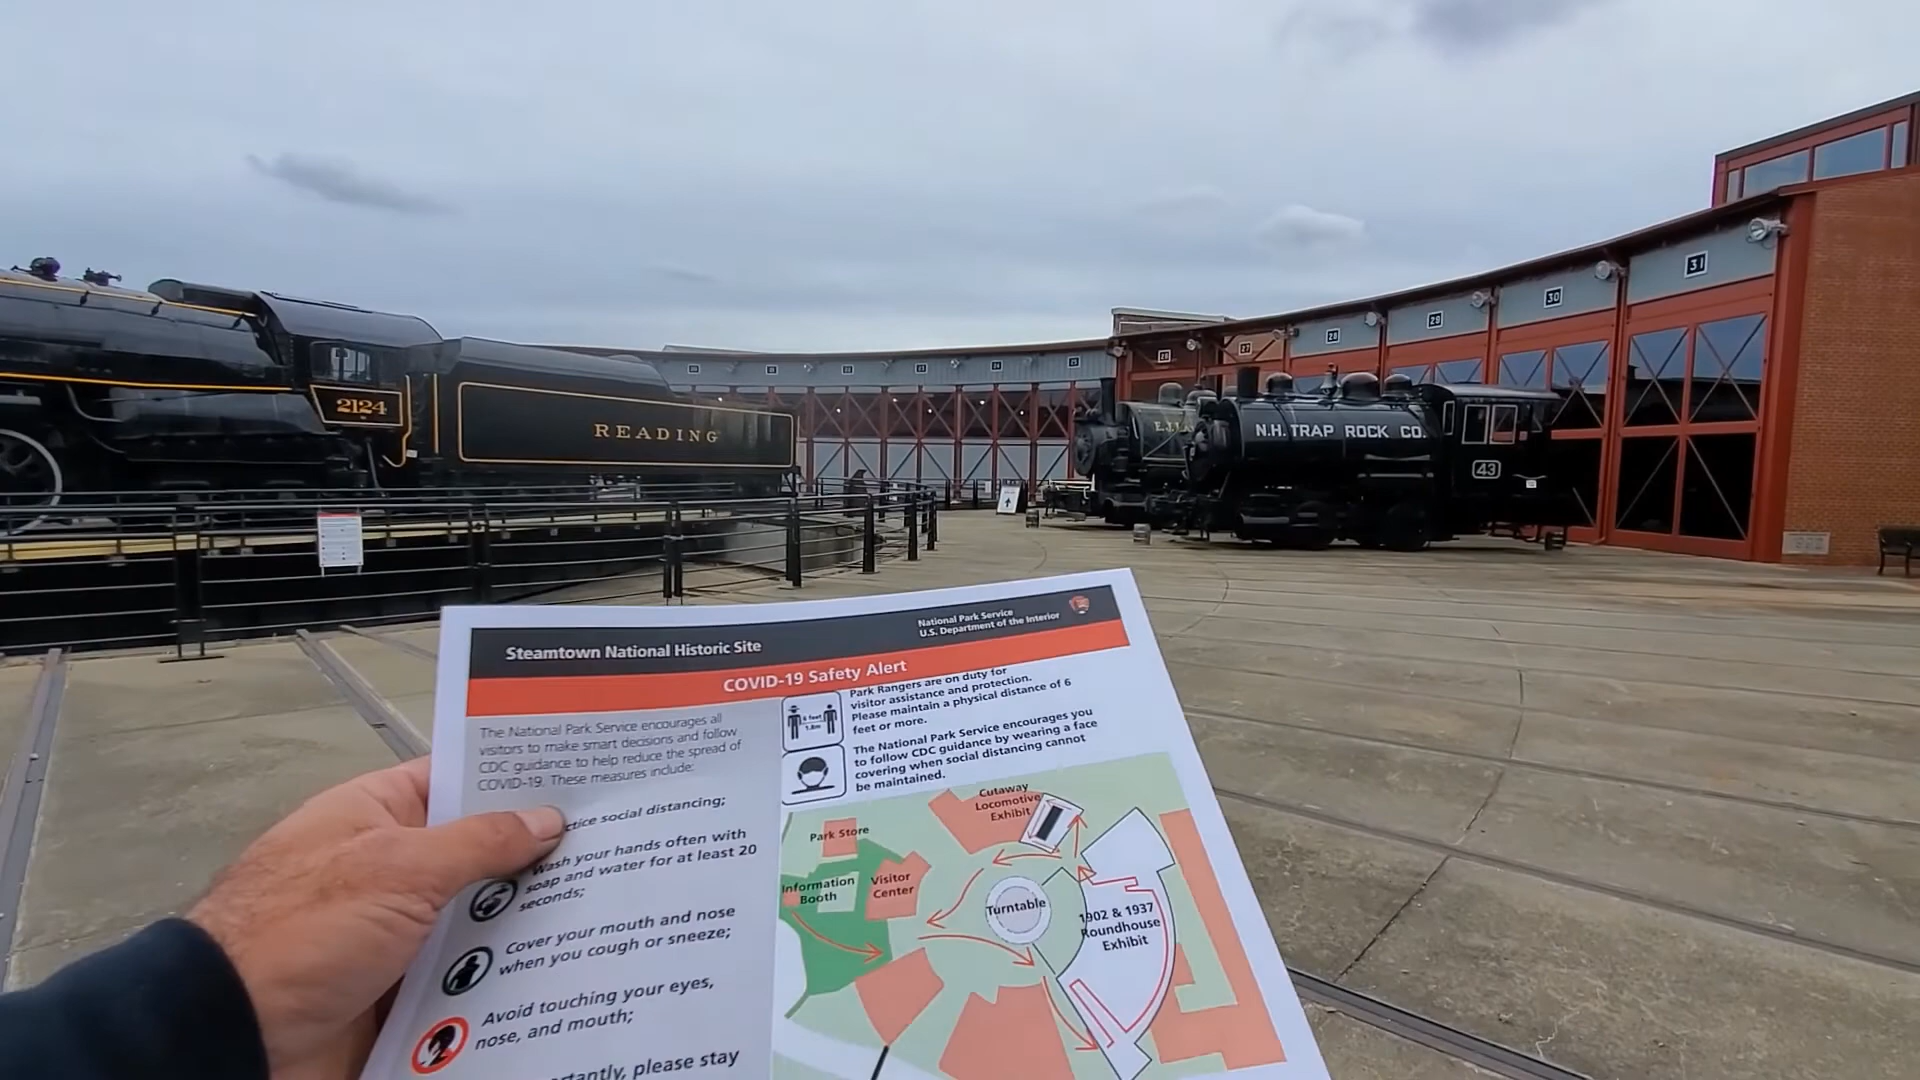 2124
READING
E.J.LA
N.H. TRAP ROCK CO.
43
26
27
28
29
30
31
Steamtown National Historic Site
National Park Service
U.S. Department of the Interior
COVID-19 Safety Alert
The National Park Service encourages all
visitors to make smart decisions and follow
CDC guidance to help reduce the spread of
COVID-19. These measures include:
ctice social distancing;
Wash your hands often with
soap and water for at least 20
seconds;
Cover your mouth and nose
when you cough or sneeze;
Avoid touching your eyes,
nose, and mouth;
rtantly, please stay
6 feet
1.8m
Park Rangers are on duty for
visitor assistance and protection.
Please maintain a physical distance of 6
feet or more.
The National Park Service encourages you
to follow CDC guidance by wearing a face
covering when social distancing cannot
be maintained.
Cutaway
Locomotive
Exhibit
Park Store
Information
Booth
Visitor
Center
Turntable
1902 & 1937
Roundhouse
Exhibit